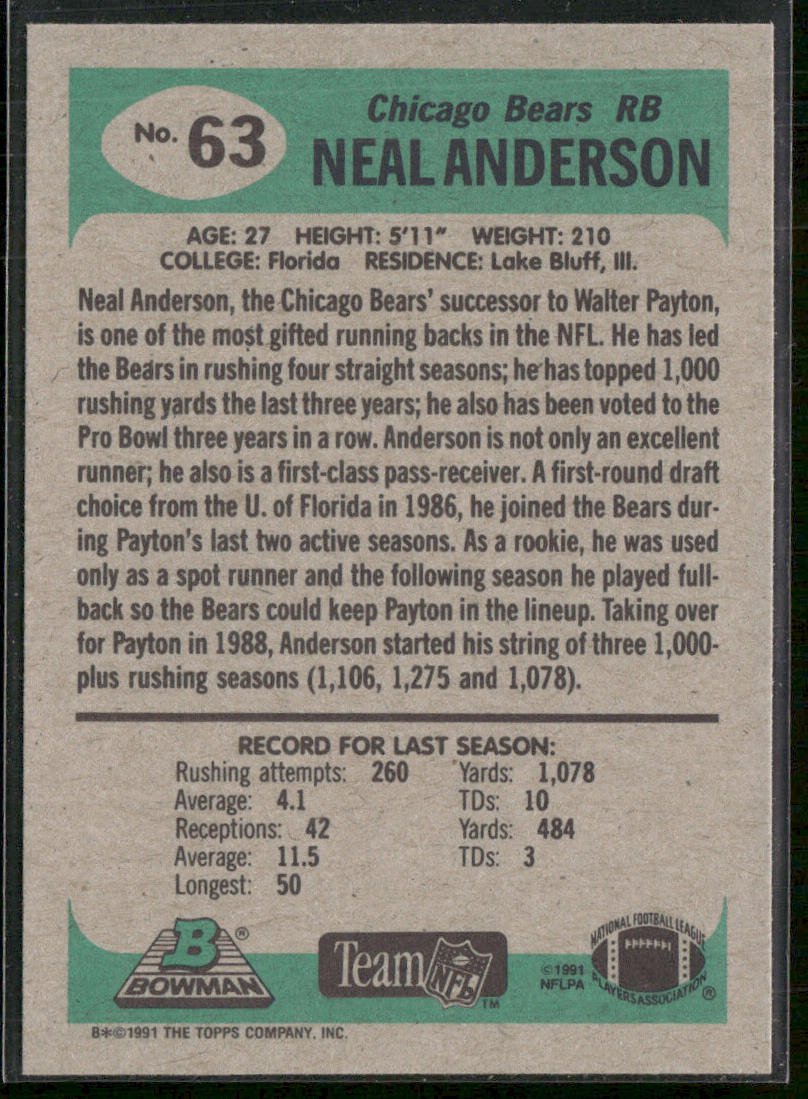 No. 63
Chicago Bears RB
NEAL ANDERSON
AGE: 27 HEIGHT: 5'11" WEIGHT: 210
COLLEGE: Florida RESIDENCE: Lake Bluff, Ill.
Neal Anderson, the Chicago Bears' successor to Walter Payton,
is one of the most gifted running backs in the NFL. He has led
the Bears in rushing four straight seasons; he has topped 1,000
rushing yards the last three years; he also has been voted to the
Pro Bowl three years in a row. Anderson is not only an excellent
runner; he also is a first-class pass-receiver. A first-round draft
choice from the U. of Florida in 1986, he joined the Bears dur-
ing Payton's last two active seasons. As a rookie, he was used
only as a spot runner and the following season he played full-
back so the Bears could keep Payton in the lineup. Taking over
for Payton in 1988, Anderson started his string of three 1,000-
plus rushing seasons (1,106, 1,275 and 1,078).
RECORD FOR LAST SEASON:
Rushing attempts: 260 Yards: 1,078
Average: 4.1 TDs: 10
Receptions: 42 Yards: 484
Average: 11.5 TDs: 3
Longest: 50
B ®
BOWMAN
Team NFL ™
©1991
NFLPA
NATIONAL FOOTBALL LEAGUE
PLAYERS ASSOCIATION ®
B*©1991 THE TOPPS COMPANY, INC.